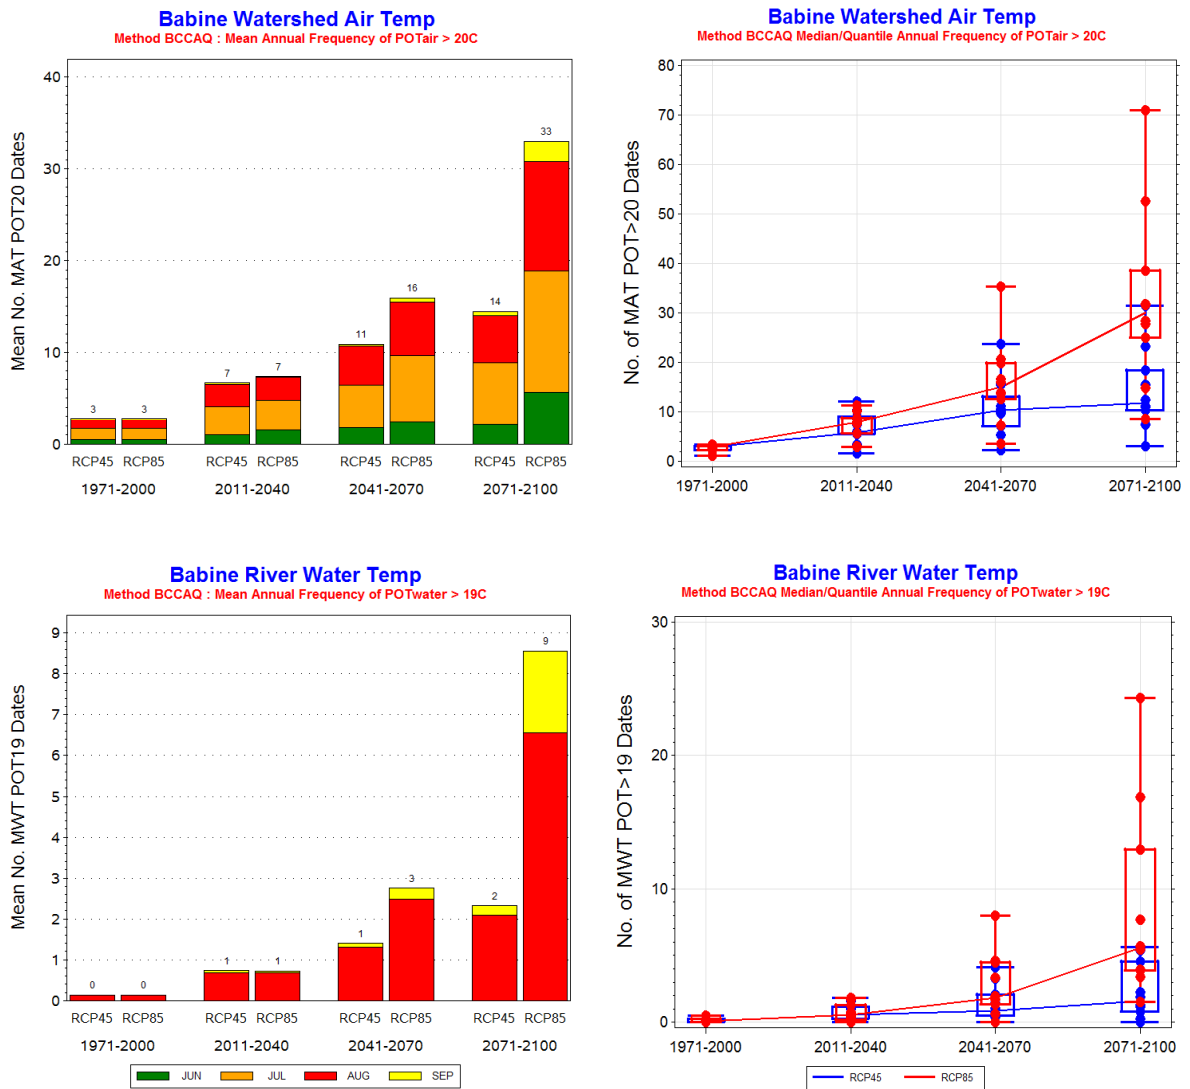 Babine Watershed Air Temp
Method BCCAQ : Mean Annual Frequency of POTair > 20C
Mean No. MAT POT20 Dates
40
30
20
10
0
3 3 7 7 11 16 14 33
RCP45 RCP85 RCP45 RCP85 RCP45 RCP85 RCP45 RCP85
1971-2000 2011-2040 2041-2070 2071-2100
Babine Watershed Air Temp
Method BCCAQ Median/Quantile Annual Frequency of POTair > 20C
No. of MAT POT>20 Dates
80
70
60
50
40
30
20
10
0
1971-2000 2011-2040 2041-2070 2071-2100
Babine River Water Temp
Method BCCAQ : Mean Annual Frequency of POTwater > 19C
Mean No. MWT POT19 Dates
9
8
7
6
5
4
3
2
1
0
0 0 1 1 1 3 2 9
RCP45 RCP85 RCP45 RCP85 RCP45 RCP85 RCP45 RCP85
1971-2000 2011-2040 2041-2070 2071-2100
JUN JUL AUG SEP
Babine River Water Temp
Method BCCAQ Median/Quantile Annual Frequency of POTwater > 19C
No. of MWT POT>19 Dates
30
20
10
0
1971-2000 2011-2040 2041-2070 2071-2100
RCP45 RCP85